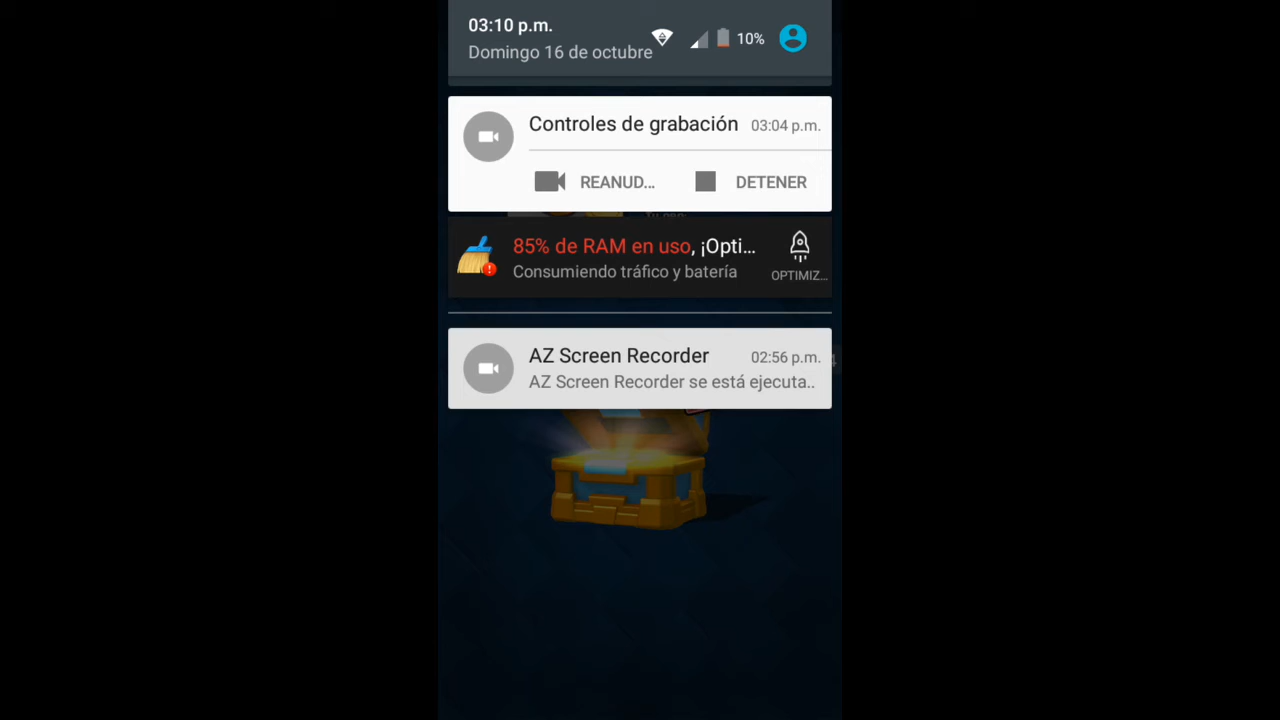 03:10 p.m.
Domingo 16 de octubre
10%
Controles de grabación 03:04 p.m.
REANUD... DETENER
85% de RAM en uso, ¡Opti...
Consumiendo tráfico y batería
OPTIMIZ...
AZ Screen Recorder 02:56 p.m.
AZ Screen Recorder se está ejecuta..